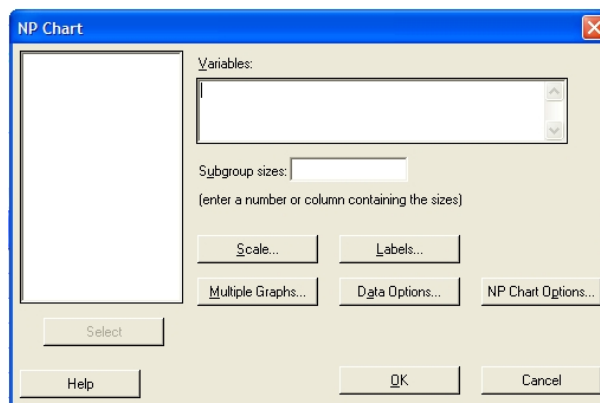 NP Chart
Variables:
Subgroup sizes:
(enter a number or column containing the sizes)
Scale... Labels...
Multiple Graphs... Data Options... NP Chart Options...
Select
Help OK Cancel